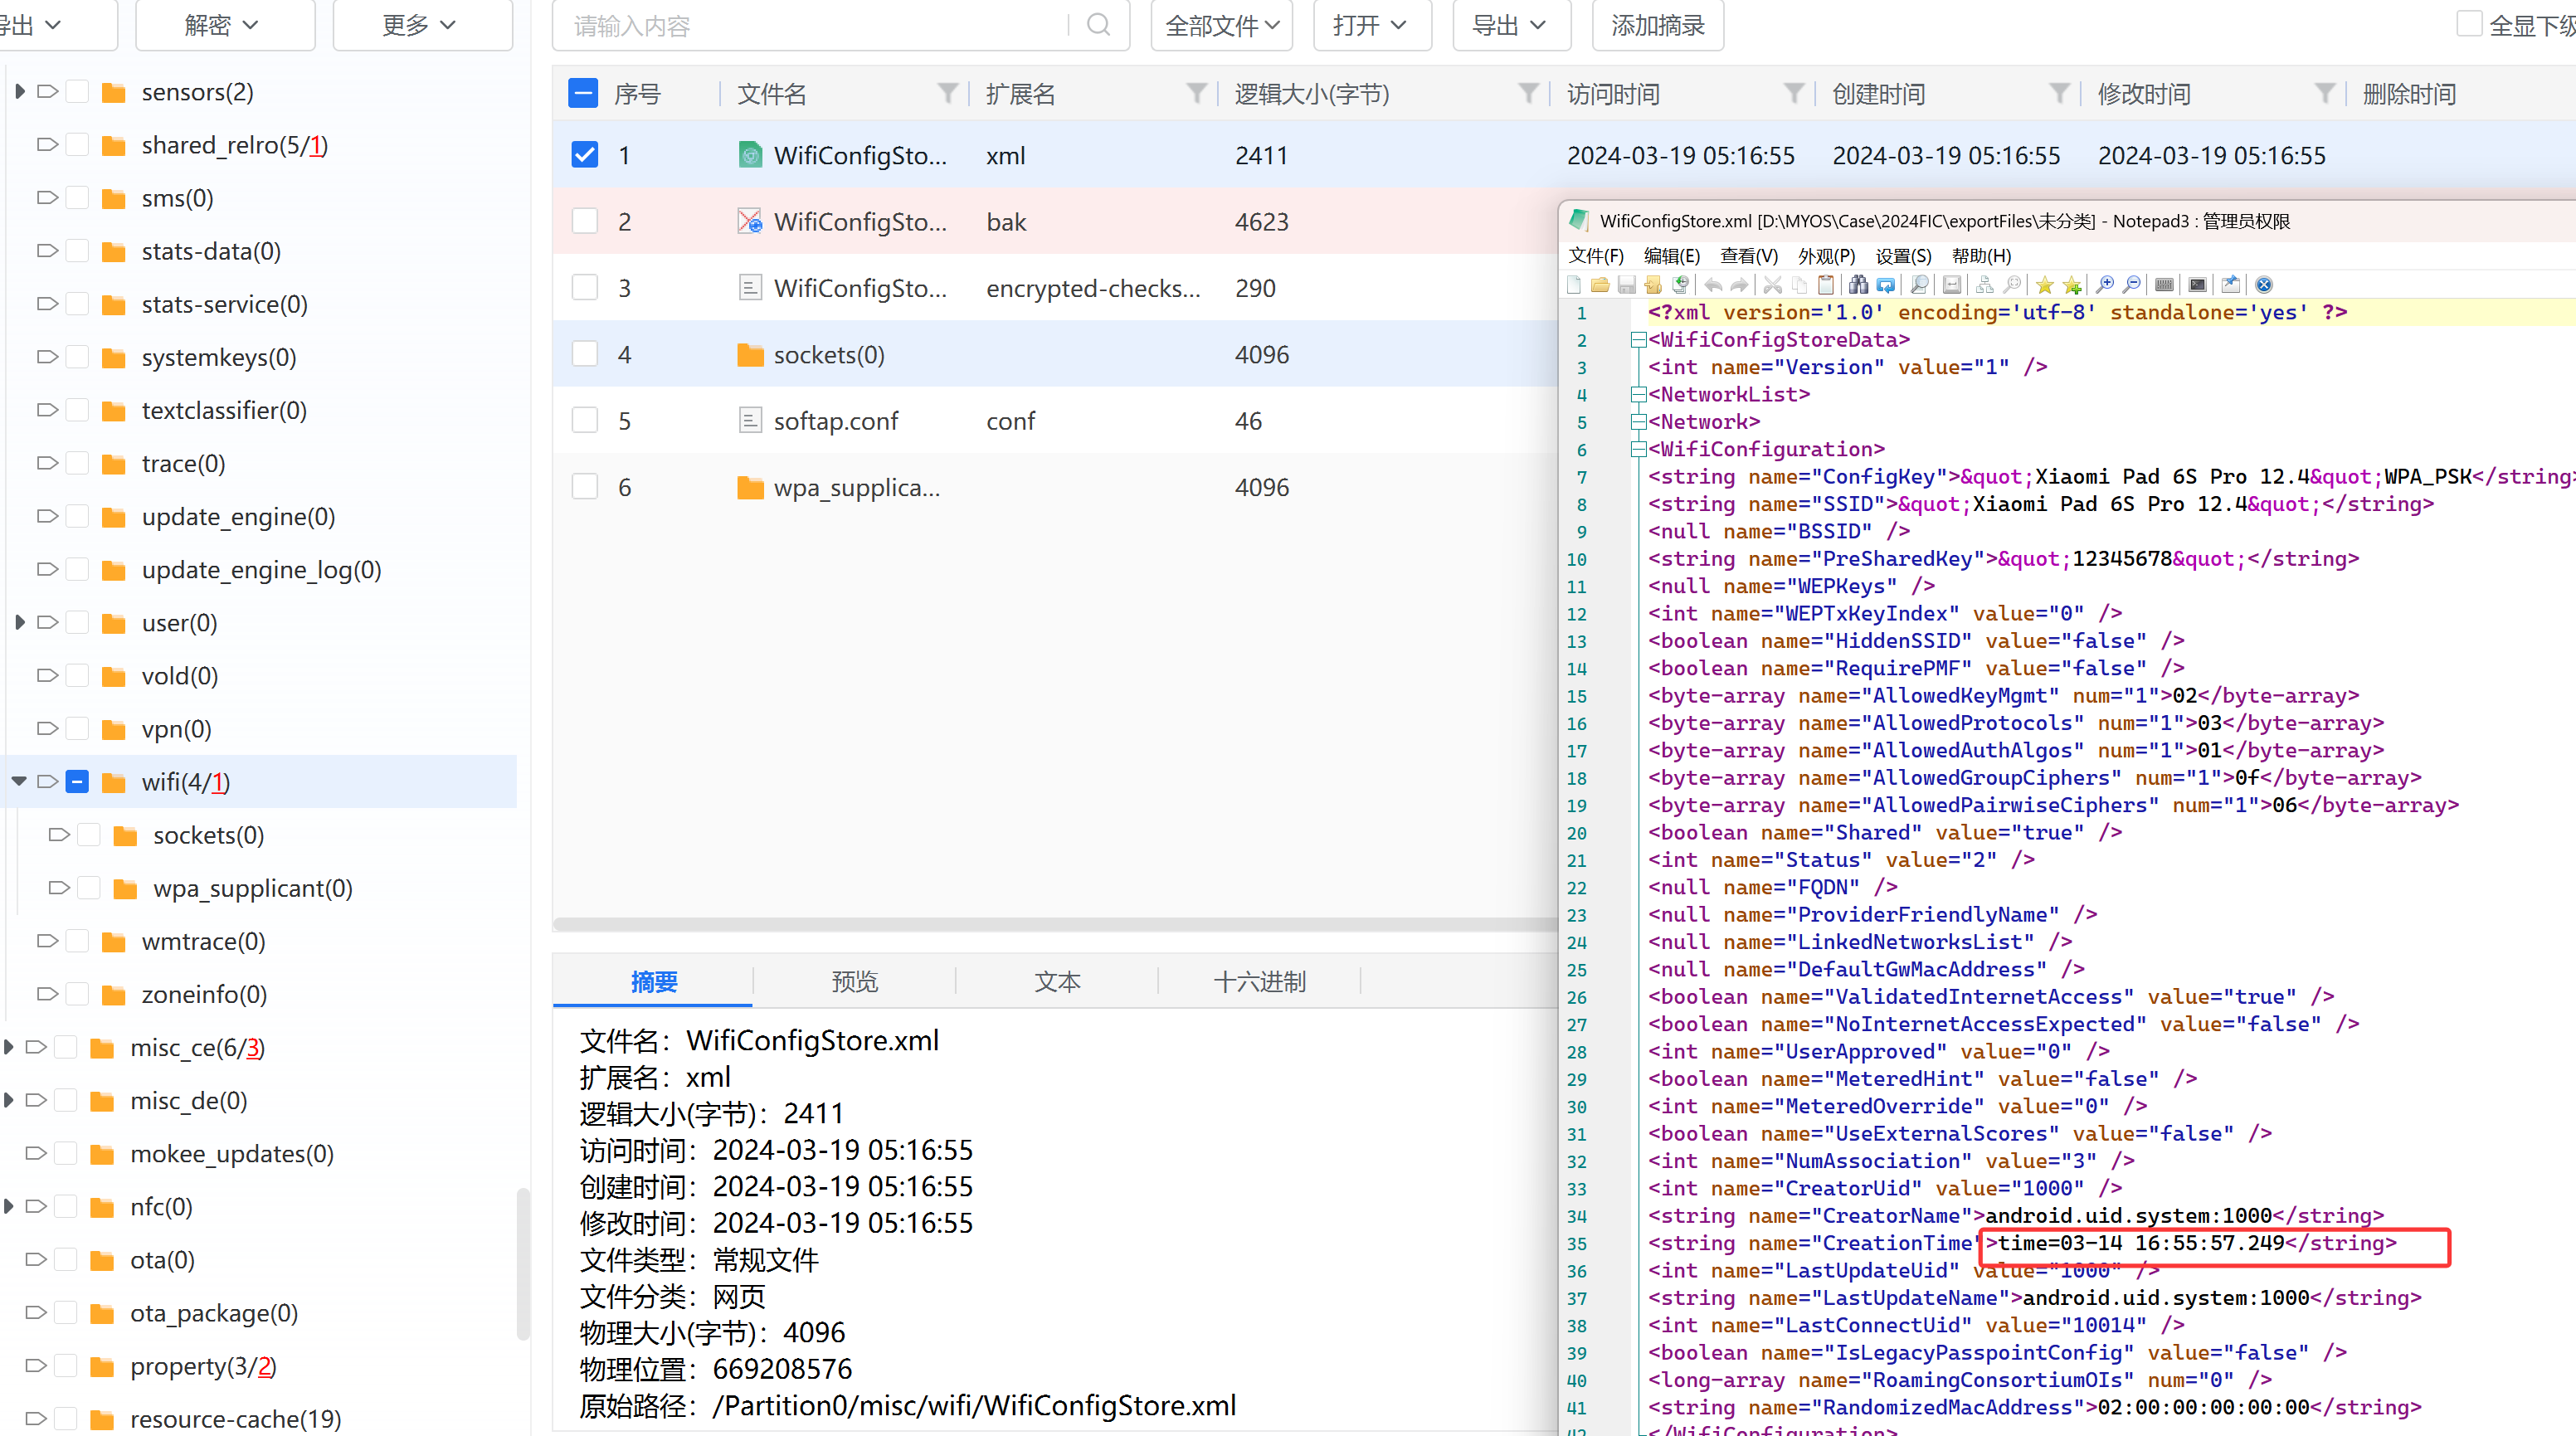 导出
解密
更多
请输入内容
全部文件
打开
导出
添加摘录
全显下级
sensors(2)
shared_relro(5/1)
sms(0)
stats-data(0)
stats-service(0)
systemkeys(0)
textclassifier(0)
trace(0)
update_engine(0)
update_engine_log(0)
user(0)
vold(0)
vpn(0)
wifi(4/1)
sockets(0)
wpa_supplicant(0)
wmtrace(0)
zoneinfo(0)
misc_ce(6/3)
misc_de(0)
mokee_updates(0)
nfc(0)
ota(0)
ota_package(0)
property(3/2)
resource-cache(19)
序号 文件名 扩展名 逻辑大小(字节) 访问时间 创建时间 修改时间 删除时间
1 WifiConfigSto... xml 2411 2024-03-19 05:16:55 2024-03-19 05:16:55 2024-03-19 05:16:55
2 WifiConfigSto... bak 4623
3 WifiConfigSto... encrypted-checks... 290
4 sockets(0) 4096
5 softap.conf conf 46
6 wpa_supplica... 4096
摘要 预览 文本 十六进制
文件名：WifiConfigStore.xml
扩展名：xml
逻辑大小(字节)：2411
访问时间：2024-03-19 05:16:55
创建时间：2024-03-19 05:16:55
修改时间：2024-03-19 05:16:55
文件类型：常规文件
文件分类：网页
物理大小(字节)：4096
物理位置：669208576
原始路径：/Partition0/misc/wifi/WifiConfigStore.xml
WifiConfigStore.xml [D:\MYOS\Case\2024FIC\exportFiles\未分类] - Notepad3 : 管理员权限
文件(F) 编辑(E) 查看(V) 外观(P) 设置(S) 帮助(H)
1 <?xml version='1.0' encoding='utf-8' standalone='yes' ?>
2 <WifiConfigStoreData>
3 <int name="Version" value="1" />
4 <NetworkList>
5 <Network>
6 <WifiConfiguration>
7 <string name="ConfigKey">&quot;Xiaomi Pad 6S Pro 12.4&quot;WPA_PSK</string>
8 <string name="SSID">&quot;Xiaomi Pad 6S Pro 12.4&quot;</string>
9 <null name="BSSID" />
10 <string name="PreSharedKey">&quot;12345678&quot;</string>
11 <null name="WEPKeys" />
12 <int name="WEPTxKeyIndex" value="0" />
13 <boolean name="HiddenSSID" value="false" />
14 <boolean name="RequirePMF" value="false" />
15 <byte-array name="AllowedKeyMgmt" num="1">02</byte-array>
16 <byte-array name="AllowedProtocols" num="1">03</byte-array>
17 <byte-array name="AllowedAuthAlgos" num="1">01</byte-array>
18 <byte-array name="AllowedGroupCiphers" num="1">0f</byte-array>
19 <byte-array name="AllowedPairwiseCiphers" num="1">06</byte-array>
20 <boolean name="Shared" value="true" />
21 <int name="Status" value="2" />
22 <null name="FQDN" />
23 <null name="ProviderFriendlyName" />
24 <null name="LinkedNetworksList" />
25 <null name="DefaultGwMacAddress" />
26 <boolean name="ValidatedInternetAccess" value="true" />
27 <boolean name="NoInternetAccessExpected" value="false" />
28 <int name="UserApproved" value="0" />
29 <boolean name="MeteredHint" value="false" />
30 <int name="MeteredOverride" value="0" />
31 <boolean name="UseExternalScores" value="false" />
32 <int name="NumAssociation" value="3" />
33 <int name="CreatorUid" value="1000" />
34 <string name="CreatorName">android.uid.system:1000</string>
35 <string name="CreationTime">time=03-14 16:55:57.249</string>
36 <int name="LastUpdateUid" value="1000" />
37 <string name="LastUpdateName">android.uid.system:1000</string>
38 <int name="LastConnectUid" value="10014" />
39 <boolean name="IsLegacyPasspointConfig" value="false" />
40 <long-array name="RoamingConsortiumOIs" num="0" />
41 <string name="RandomizedMacAddress">02:00:00:00:00:00</string>
42 </WifiConfiguration>